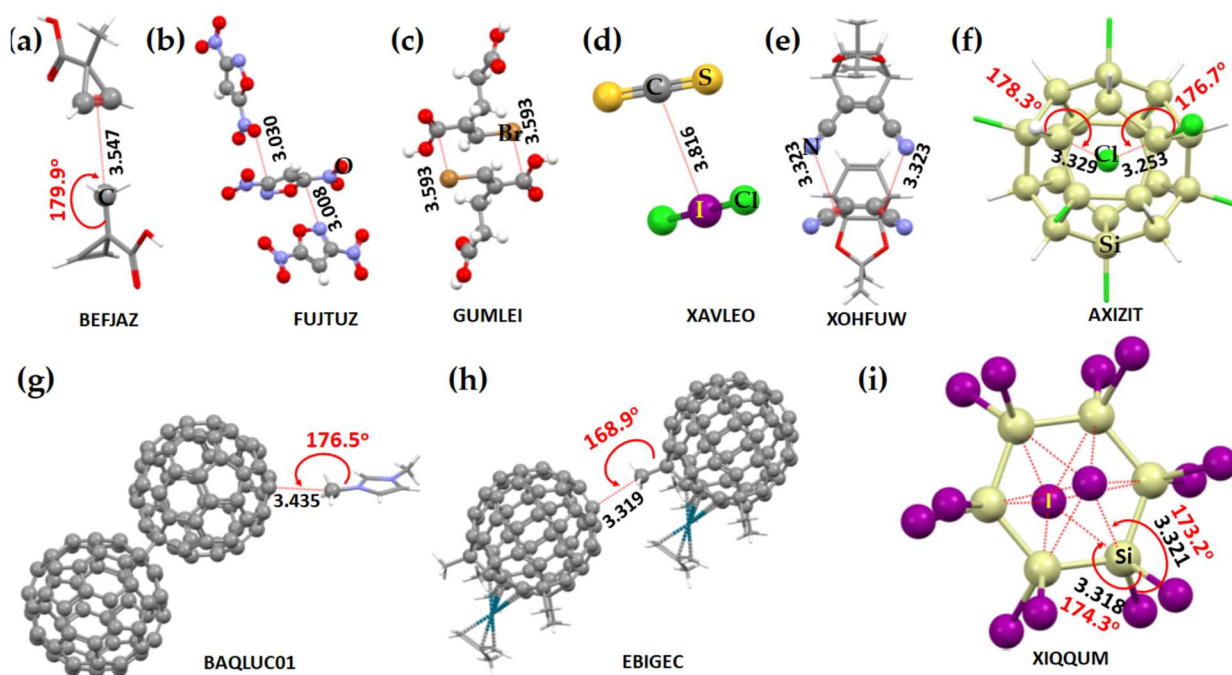 (a)
3.547
179.9°
C
BEFJAZ
(b)
3.030
O
3.008
FUJTUZ
(c)
Br
3.593
3.593
GUMLEI
(d)
C
S
3.816
I
Cl
XAVLEO
(e)
N
3.323
3.323
XOHFUW
(f)
178.3°
176.7°
Cl
3.329
3.253
Si
AXIZIT
(g)
176.5°
3.435
C
BAQLUC01
(h)
168.9°
3.319
EBIGEC
(i)
I
173.2°
3.321
Si
3.318
174.3°
XIQQUM